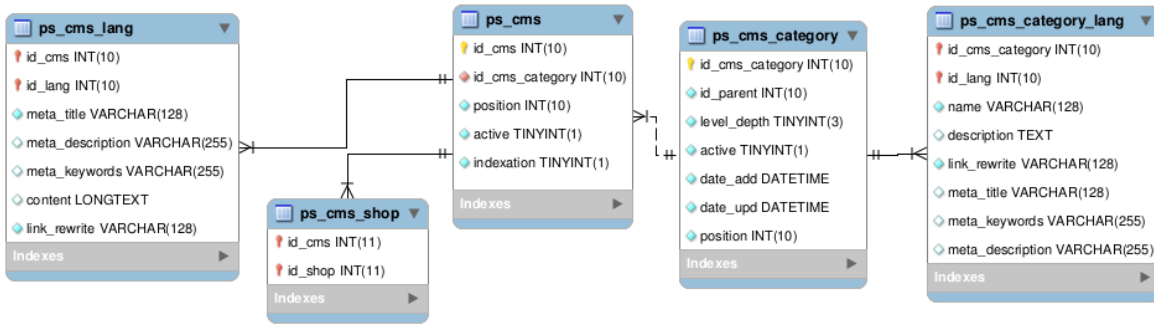 ps_cms_lang
id_cms INT(10)
id_lang INT(10)
meta_title VARCHAR(128)
meta_description VARCHAR(255)
meta_keywords VARCHAR(255)
content LONGTEXT
link_rewrite VARCHAR(128)
Indexes
ps_cms_shop
id_cms INT(11)
id_shop INT(11)
Indexes
ps_cms
id_cms INT(10)
id_cms_category INT(10)
position INT(10)
active TINYINT(1)
indexation TINYINT(1)
Indexes
ps_cms_category
id_cms_category INT(10)
id_parent INT(10)
level_depth TINYINT(3)
active TINYINT(1)
date_add DATETIME
date_upd DATETIME
position INT(10)
Indexes
ps_cms_category_lang
id_cms_category INT(10)
id_lang INT(10)
name VARCHAR(128)
description TEXT
link_rewrite VARCHAR(128)
meta_title VARCHAR(128)
meta_keywords VARCHAR(255)
meta_description VARCHAR(255)
Indexes